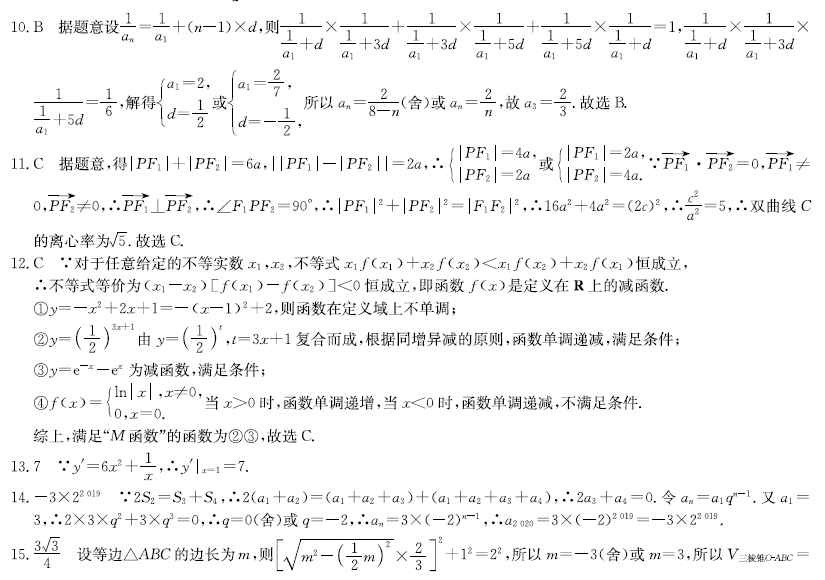 10. B　据题意设1/aₙ=1/a₁+(n−1)×d,则1/(1/a₁+d)×1/(1/a₁+3d)+1/(1/a₁+3d)×1/(1/a₁+5d)+1/(1/a₁+5d)×1/(1/a₁+d)=1,1/(1/a₁+d)×1/(1/a₁+3d)×
1/(1/a₁+5d)=1/6,解得{a₁=2, d=1/2 或{a₁=2/7, d=−1/2, 所以 aₙ=2/(8−n)(舍)或 aₙ=2/n,故 a₃=2/3.故选 B.
11. C　据题意,得|PF₁|+|PF₂|=6a,||PF₁|−|PF₂||=2a,∴{|PF₁|=4a, |PF₂|=2a 或{|PF₁|=2a, |PF₂|=4a. ∵PF₁→·PF₂→=0,PF₁→≠
0,PF₂→≠0,∴PF₁→⊥PF₂→,∴∠F₁PF₂=90°,∴|PF₁|²+|PF₂|²=|F₁F₂|²,∴16a²+4a²=(2c)²,∴c²/a²=5,∴双曲线 C
的离心率为√5.故选 C.
12. C　∵对于任意给定的不等实数 x₁,x₂,不等式 x₁f(x₁)+x₂f(x₂)<x₁f(x₂)+x₂f(x₁)恒成立,
∴不等式等价为(x₁−x₂)[f(x₁)−f(x₂)]<0 恒成立,即函数 f(x)是定义在 R 上的减函数.
①y=−x²+2x+1=−(x−1)²+2,则函数在定义域上不单调;
②y=(1/2)^(3x+1) 由 y=(1/2)^t,t=3x+1 复合而成,根据同增异减的原则,函数单调递减,满足条件;
③y=e^(−x)−e^x 为减函数,满足条件;
④f(x)={ln|x|,x≠0, 0,x=0. 当 x>0 时,函数单调递增,当 x<0 时,函数单调递减,不满足条件.
综上,满足“M 函数”的函数为②③,故选 C.
13. 7　∵y′=6x²+1/x,∴y′|ₓ₌₁=7.
14. −3×2^(2 019)　∵2S₂=S₃+S₄,∴2(a₁+a₂)=(a₁+a₂+a₃)+(a₁+a₂+a₃+a₄),∴2a₃+a₄=0.令 aₙ=a₁qⁿ⁻¹.又 a₁=
3,∴2×3×q²+3×q³=0,∴q=0(舍)或 q=−2,∴aₙ=3×(−2)ⁿ⁻¹,∴a₂ ₀₂₀=3×(−2)^(2 019)=−3×2^(2 019).
15. 3√3/4　设等边△ABC 的边长为 m,则[√(m²−(1/2 m)²)×2/3]²+1²=2²,所以 m=−3(舍)或 m=3,所以 V三棱锥O-ABC=